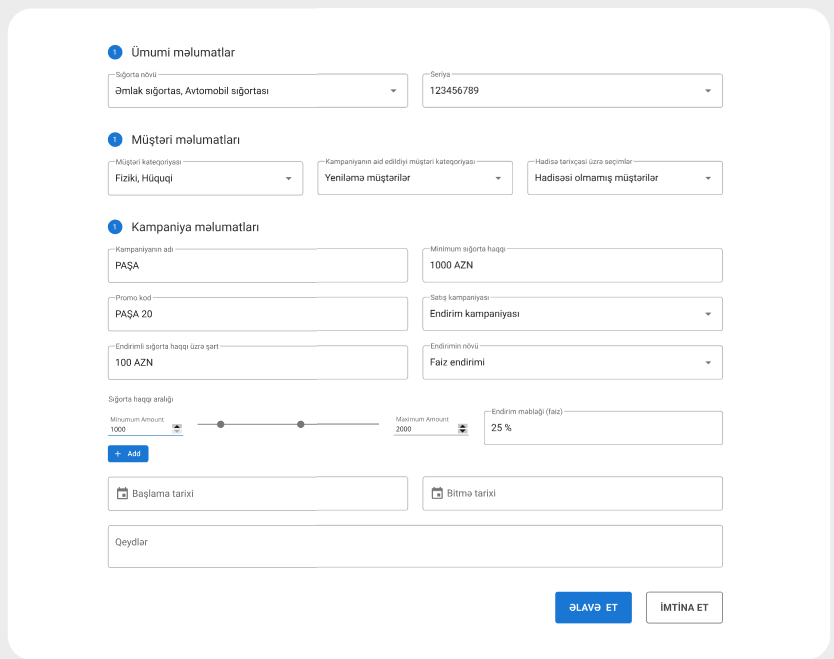 1 Ümumi məlumatlar
Sığorta növü
Əmlak sığortas, Avtomobil sığortası
Seriya
123456789
1 Müştəri məlumatları
Müştəri kateqoriyası
Fiziki, Hüquqi
Kampaniyanın aid edildiyi müştəri kateqoriyası
Yeniləmə müştərilər
Hadisə tərixçəsi üzrə seçimlər
Hadisəsi olmamış müştərilər
1 Kampaniya məlumatları
Kampaniyanın adı
PAŞA
Minimum sığorta haqqı
1000 AZN
Promo kod
PAŞA 20
Satış kampaniyası
Endirim kampaniyası
Endirimli sığorta haqqı üzrə şərt
100 AZN
Endirimin növü
Faiz endirimi
Sığorta haqqı aralığı
Minumum Amount
1000
Maximum Amount
2000
Endirim məbləği (faiz)
25 %
+ Add
Başlama tarixi
Bitmə tarixi
Qeydlər
ƏLAVƏ ET
İMTİNA ET